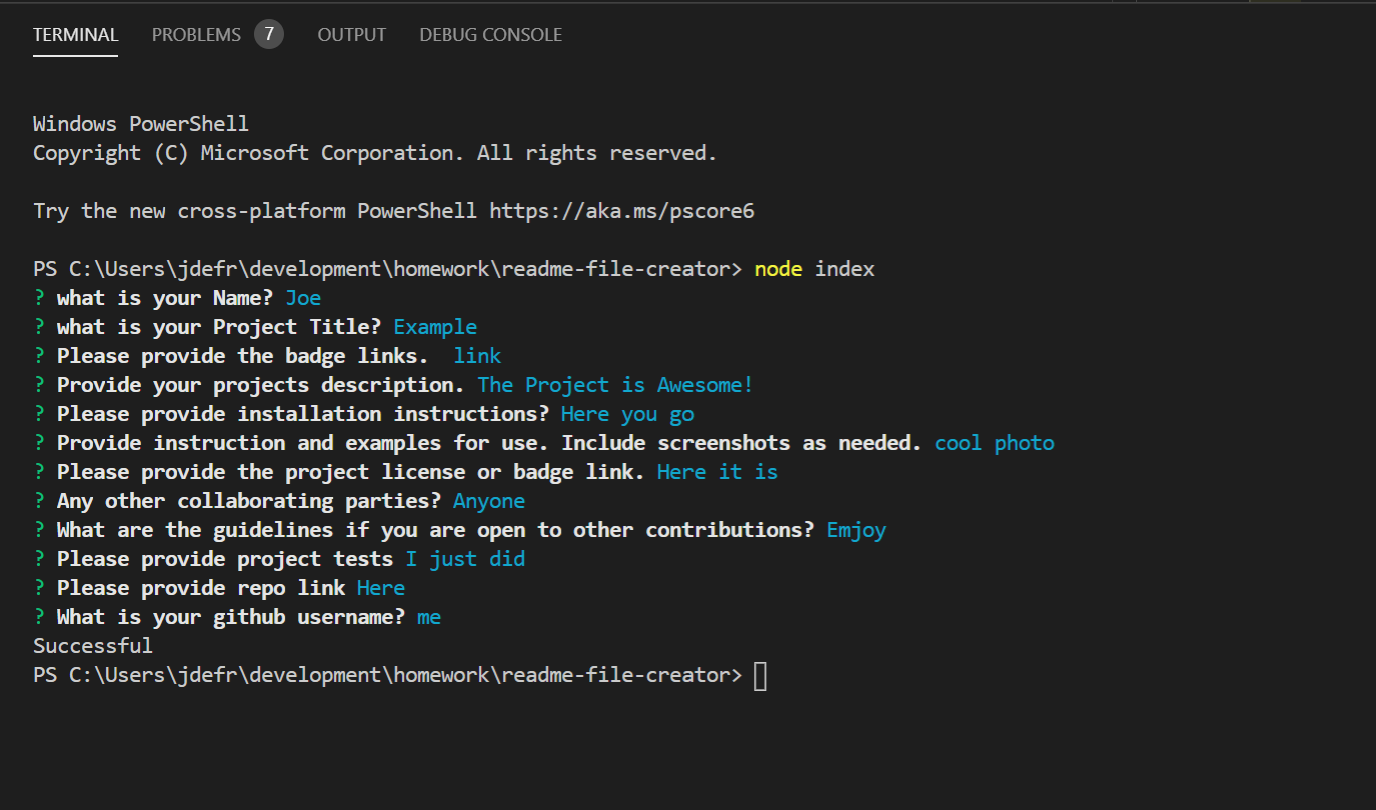 TERMINAL PROBLEMS 7 OUTPUT DEBUG CONSOLE
Windows PowerShell
Copyright (C) Microsoft Corporation. All rights reserved.
Try the new cross-platform PowerShell https://aka.ms/pscore6
PS C:\Users\jdefr\development\homework\readme-file-creator> node index
? what is your Name? Joe
? what is your Project Title? Example
? Please provide the badge links.  link
? Provide your projects description. The Project is Awesome!
? Please provide installation instructions? Here you go
? Provide instruction and examples for use. Include screenshots as needed. cool photo
? Please provide the project license or badge link. Here it is
? Any other collaborating parties? Anyone
? What are the guidelines if you are open to other contributions? Emjoy
? Please provide project tests I just did
? Please provide repo link Here
? What is your github username? me
Successful
PS C:\Users\jdefr\development\homework\readme-file-creator>